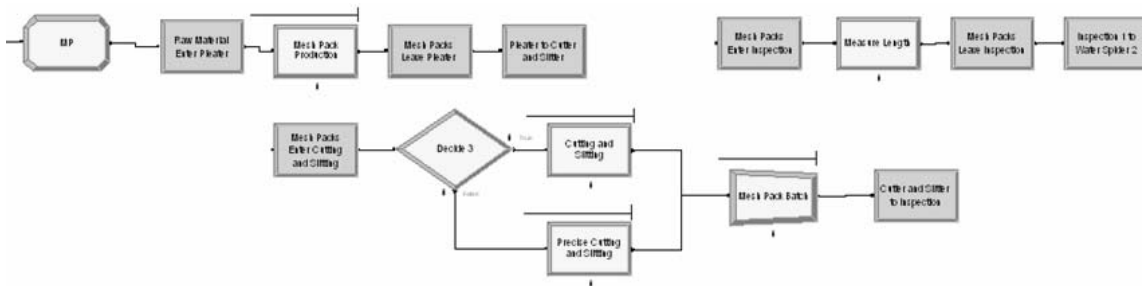 MP
Raw Material
Enter Pleater
Mesh Pack
Production
Mesh Packs
Leave Pleater
Pleater to Cutter
and Slitter
Mesh Packs
Enter Inspection
Measure Length
Mesh Packs
Leave Inspection
Inspection 1 to
Water Spider 2
Mesh Packs
Enter Cutting
and Slitting
Decide 3
True
False
Cutting and
Slitting
Precise Cutting
and Slitting
Mesh Pack Batch
Cutter and Slitter
to Inspection